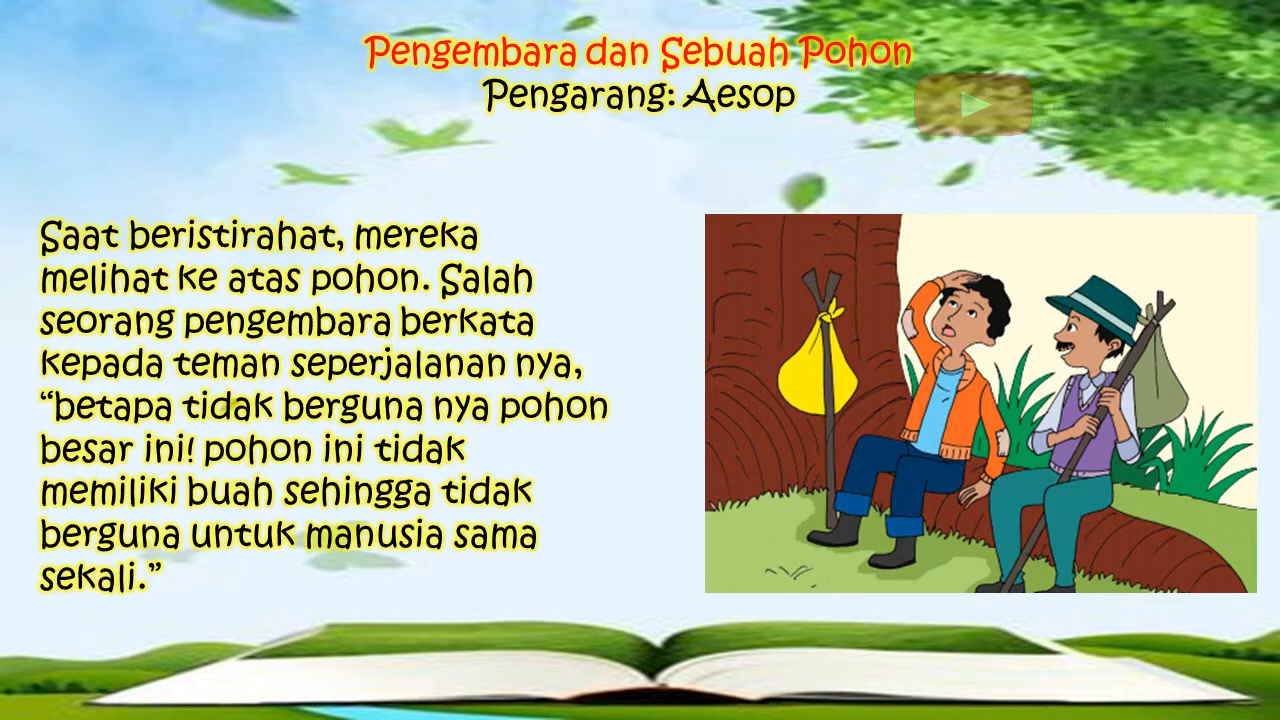 Pengembara dan Sebuah Pohon
Pengarang: Aesop
Saat beristirahat, mereka
melihat ke atas pohon. Salah
seorang pengembara berkata
kepada teman seperjalanan nya,
“betapa tidak berguna nya pohon
besar ini! pohon ini tidak
memiliki buah sehingga tidak
berguna untuk manusia sama
sekali.”